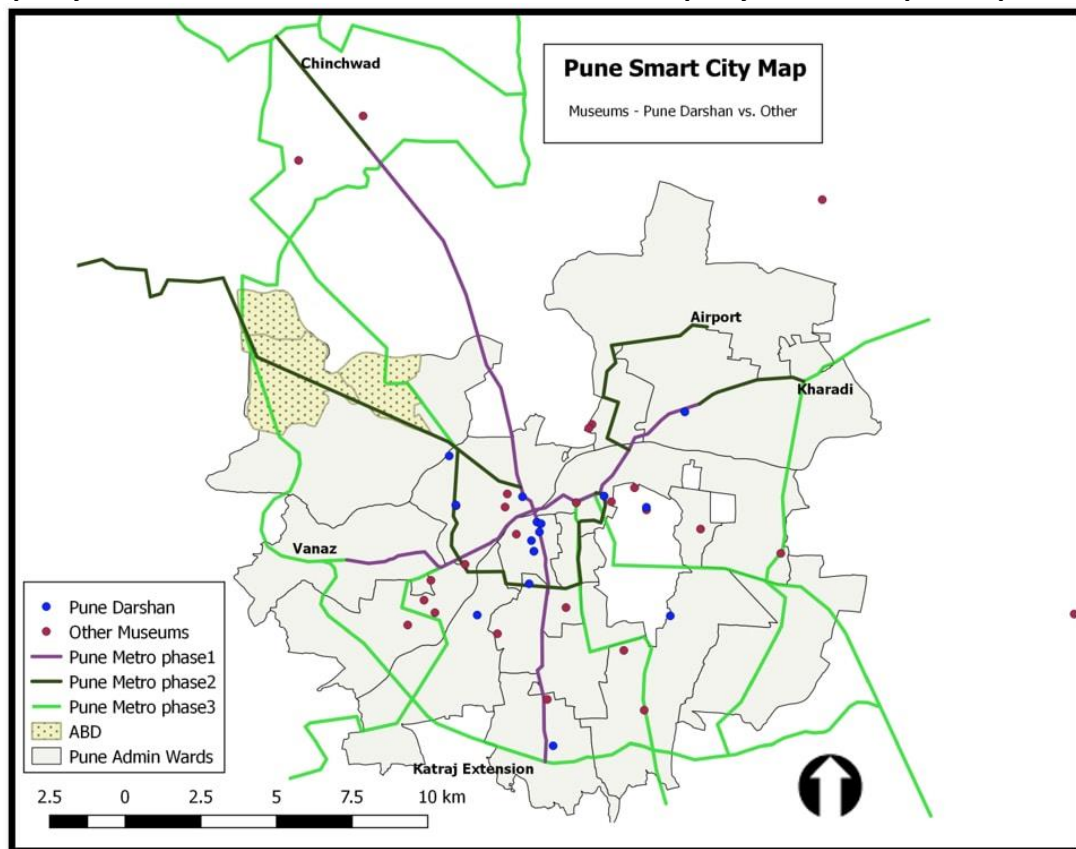 Chinchwad
Pune Smart City Map
Museums - Pune Darshan vs. Other
Airport
Kharadi
Vanaz
Pune Darshan
Other Museums
Pune Metro phase1
Pune Metro phase2
Pune Metro phase3
ABD
Pune Admin Wards
Katraj Extension
2.5 0 2.5 5 7.5 10 km